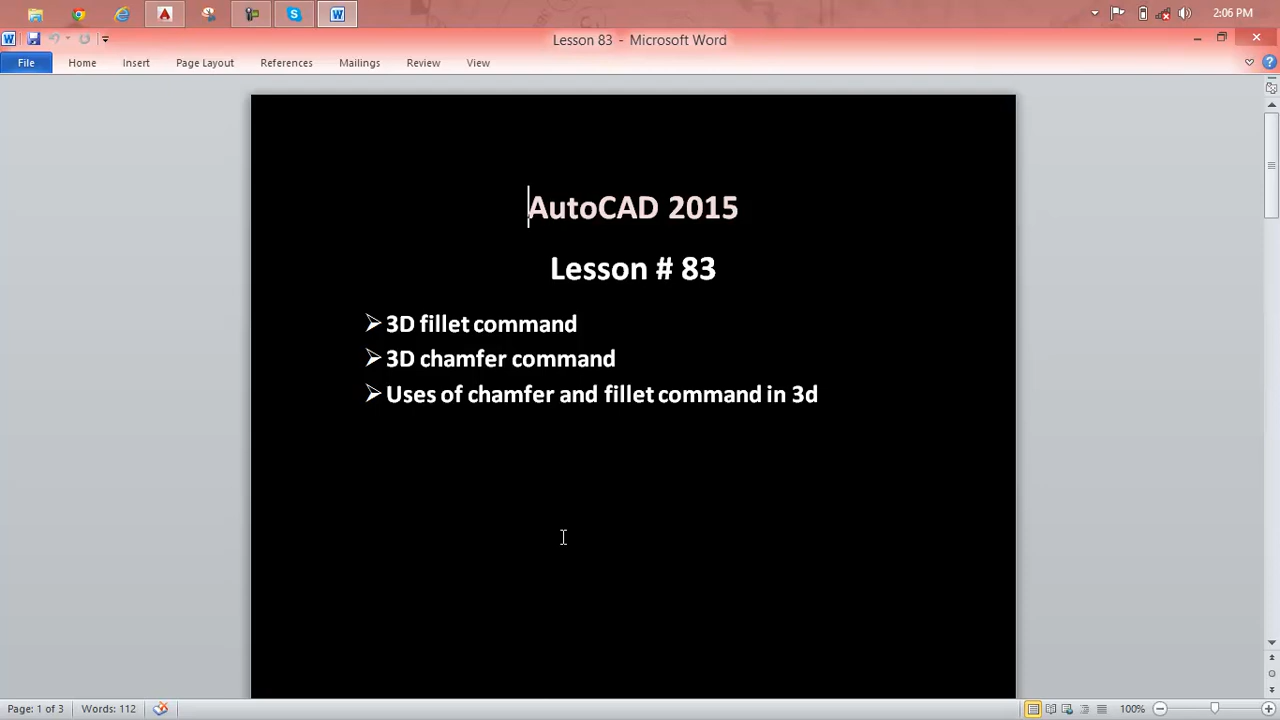 2:06 PM
Lesson 83 - Microsoft Word
File Home Insert Page Layout References Mailings Review View
AutoCAD 2015
Lesson # 83
➢ 3D fillet command
➢ 3D chamfer command
➢ Uses of chamfer and fillet command in 3d
Page: 1 of 3 Words: 112 100%